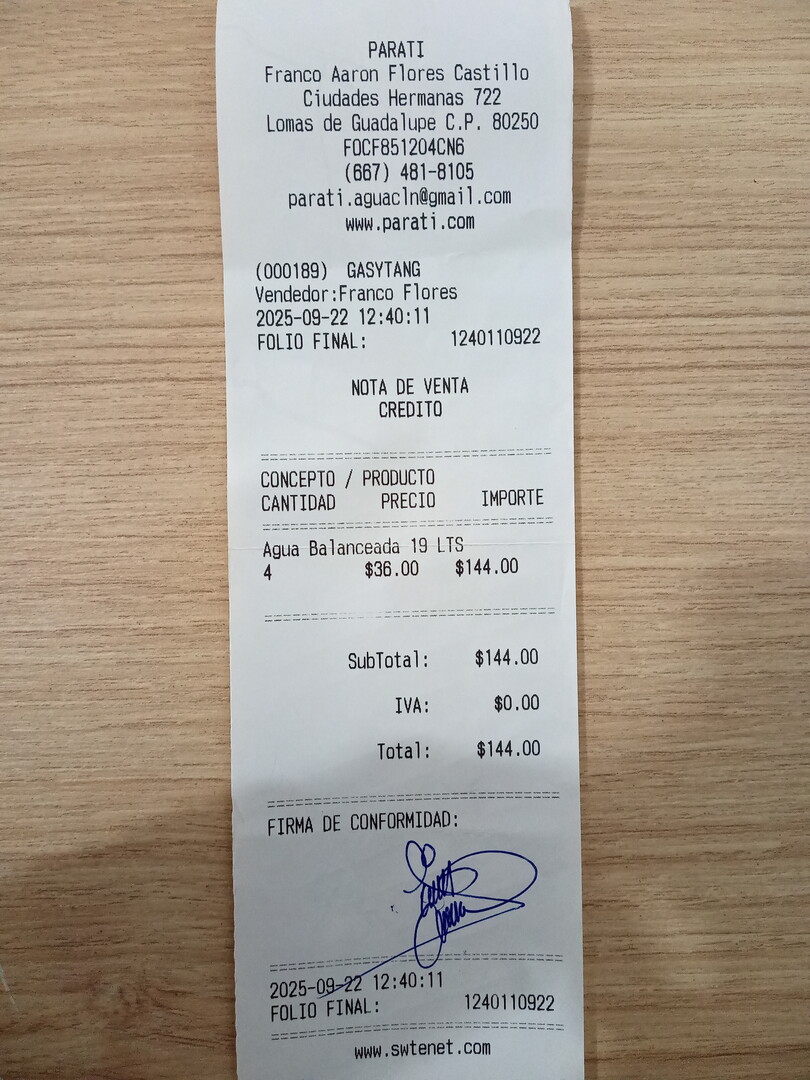 PARATI
Franco Aaron Flores Castillo
Ciudades Hermanas 722
Lomas de Guadalupe C.P. 80250
FOCF851204CN6
(667) 481-8105
parati.aguacln@gmail.com
www.parati.com
(000189) GASYTANG
Vendedor:Franco Flores
2025-09-22 12:40:11
FOLIO FINAL: 1240110922
NOTA DE VENTA
CREDITO
CONCEPTO / PRODUCTO
CANTIDAD PRECIO IMPORTE
Agua Balanceada 19 LTS
4 $36.00 $144.00
SubTotal: $144.00
IVA: $0.00
Total: $144.00
FIRMA DE CONFORMIDAD:
2025-09-22 12:40:11
FOLIO FINAL: 1240110922
www.swtenet.com